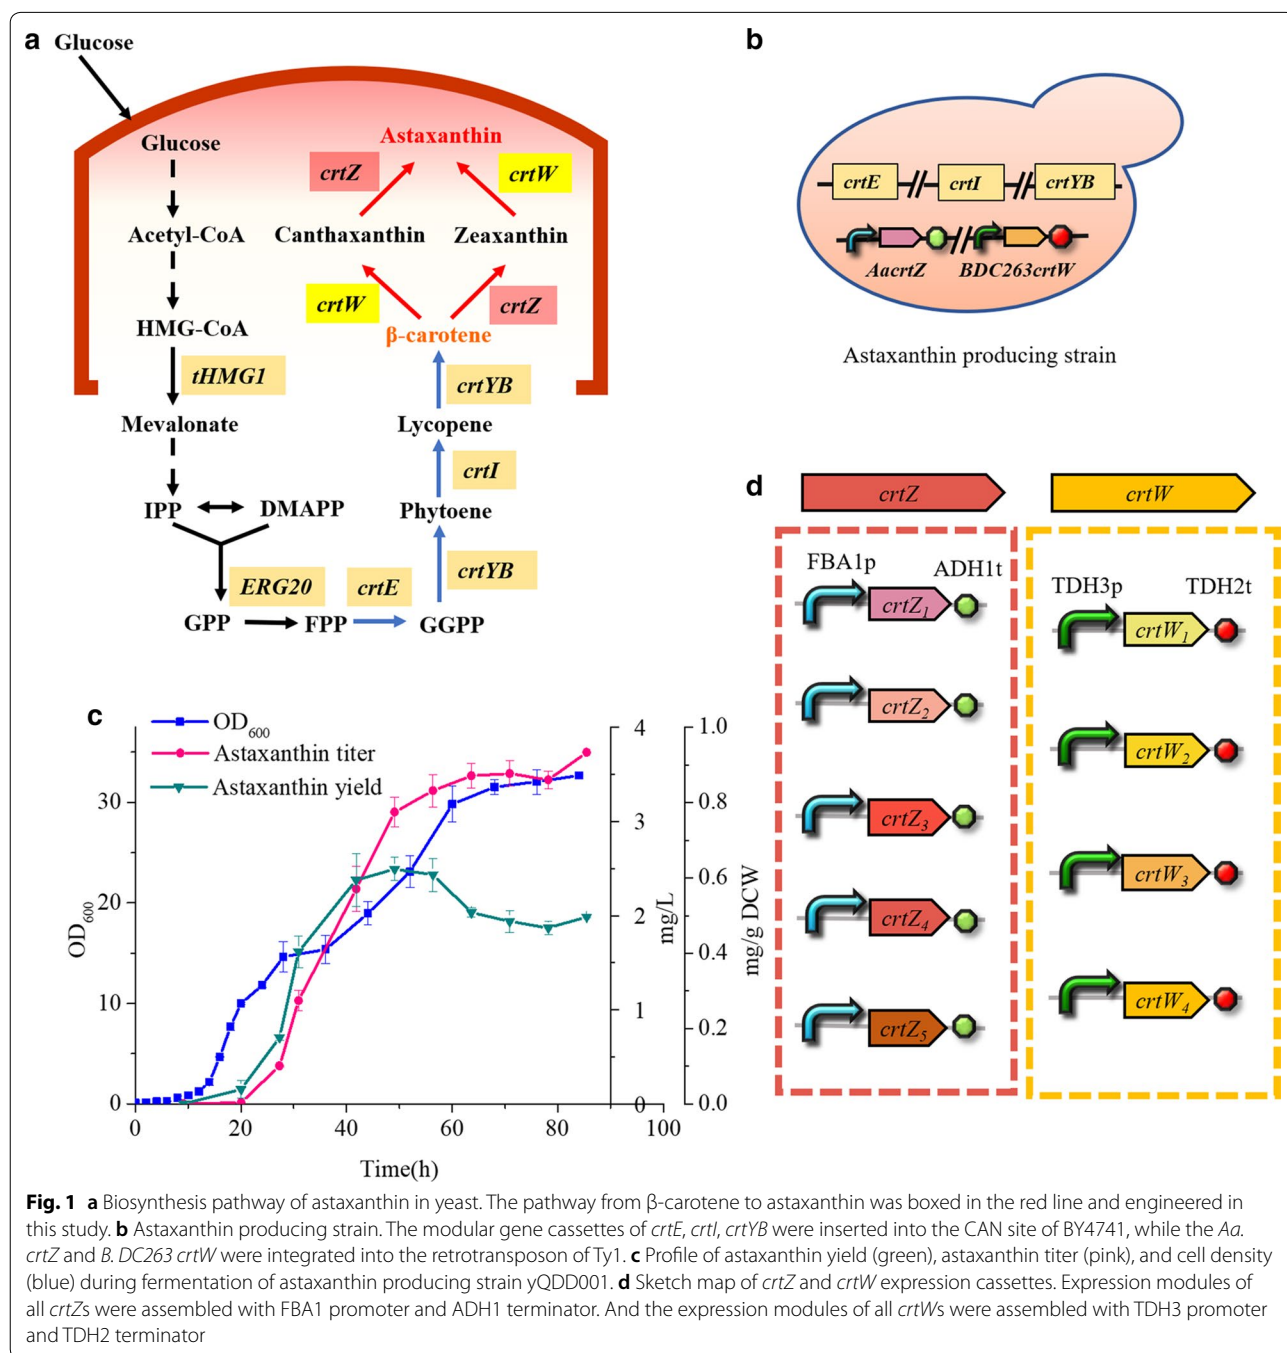 a
Glucose
Glucose
Acetyl-CoA
HMG-CoA
tHMG1
Mevalonate
IPP
DMAPP
ERG20
crtE
GPP
FPP
GGPP
crtYB
Phytoene
crtI
Lycopene
crtYB
β-carotene
crtW
crtZ
Canthaxanthin
Zeaxanthin
crtZ
crtW
Astaxanthin
b
crtE
crtI
crtYB
AacrtZ
BDC263crtW
Astaxanthin producing strain
c
OD600
Astaxanthin titer
Astaxanthin yield
OD600
0
10
20
30
0
20
40
60
80
100
Time(h)
0
1
2
3
4
mg/L
0.0
0.2
0.4
0.6
0.8
1.0
mg/g DCW
d
crtZ
crtW
FBA1p
ADH1t
crtZ1
crtZ2
crtZ3
crtZ4
crtZ5
TDH3p
TDH2t
crtW1
crtW2
crtW3
crtW4
Fig. 1 a Biosynthesis pathway of astaxanthin in yeast. The pathway from β-carotene to astaxanthin was boxed in the red line and engineered in
this study. b Astaxanthin producing strain. The modular gene cassettes of crtE, crtI, crtYB were inserted into the CAN site of BY4741, while the Aa.
crtZ and B. DC263 crtW were integrated into the retrotransposon of Ty1. c Profile of astaxanthin yield (green), astaxanthin titer (pink), and cell density
(blue) during fermentation of astaxanthin producing strain yQDD001. d Sketch map of crtZ and crtW expression cassettes. Expression modules of
all crtZs were assembled with FBA1 promoter and ADH1 terminator. And the expression modules of all crtWs were assembled with TDH3 promoter
and TDH2 terminator